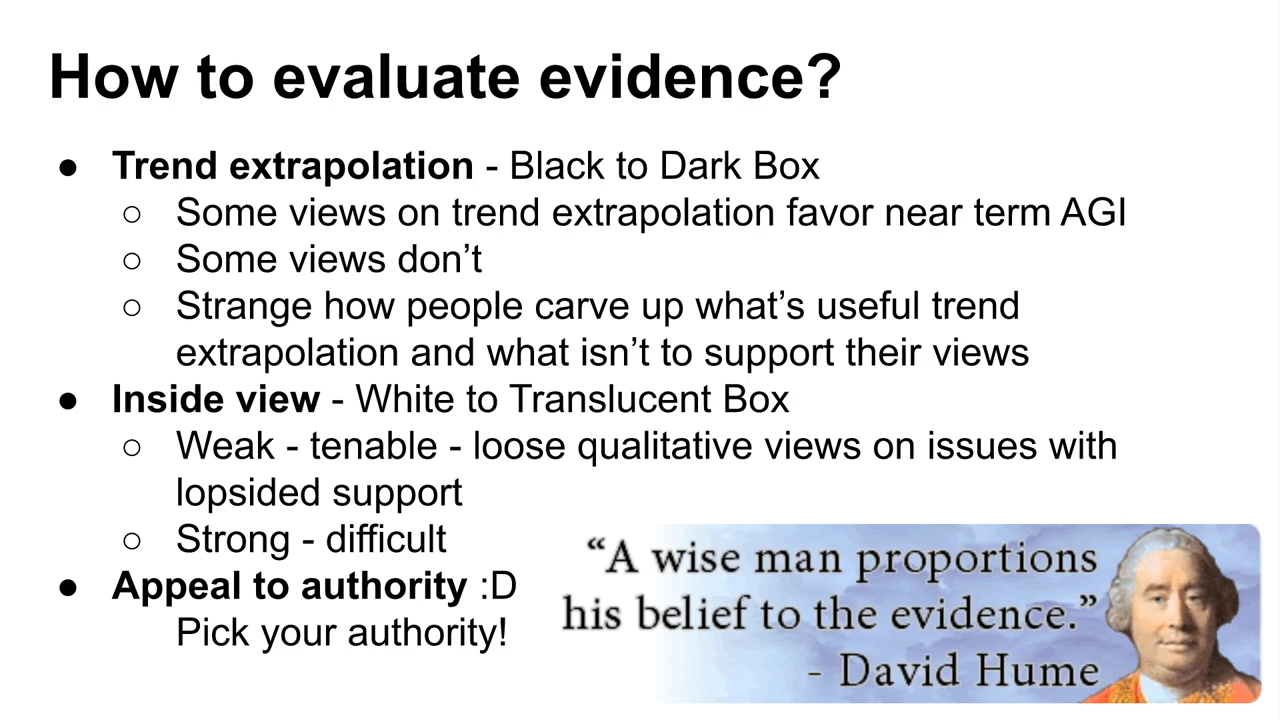 How to evaluate evidence?
● Trend extrapolation - Black to Dark Box
○ Some views on trend extrapolation favor near term AGI
○ Some views don’t
○ Strange how people carve up what’s useful trend
extrapolation and what isn’t to support their views
● Inside view - White to Translucent Box
○ Weak - tenable - loose qualitative views on issues with
lopsided support
○ Strong - difficult
● Appeal to authority :D
Pick your authority!
“A wise man proportions
his belief to the evidence.”
- David Hume